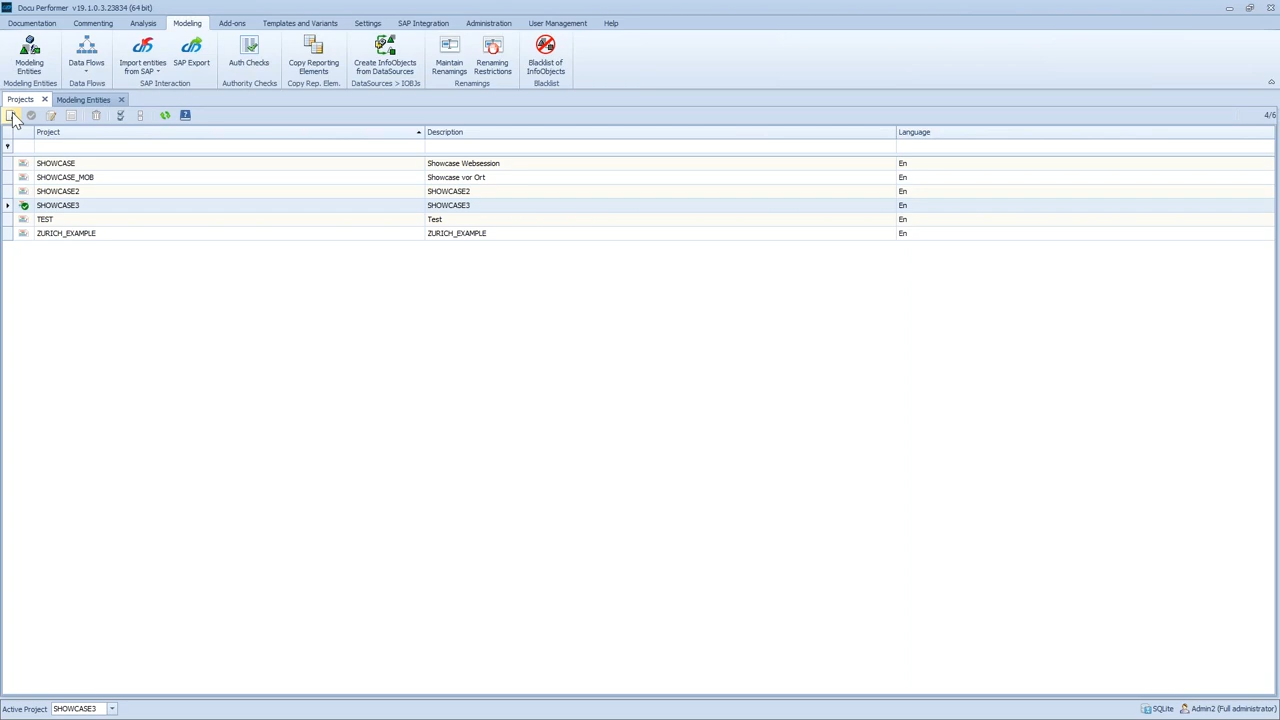 Docu Performer v19.1.0.3.23834 (64 bit)
Documentation Commenting Analysis Modeling Add-ons Templates and Variants Settings SAP Integration Administration User Management Help
Modeling Entities Data Flows Import entities from SAP SAP Export Auth Checks Copy Reporting Elements Create InfoObjects from DataSources Maintain Renamings Renaming Restrictions Blacklist of InfoObjects
Modeling Entities Data Flows SAP Interaction Authority Checks Copy Rep. Elem. DataSources > IOBJs Renamings Blacklist
Projects Modeling Entities
4/6
Project Description Language
SHOWCASE Showcase Websession En
SHOWCASE_MOB Showcase vor Ort En
SHOWCASE2 SHOWCASE2 En
SHOWCASE3 SHOWCASE3 En
TEST Test En
ZURICH_EXAMPLE ZURICH_EXAMPLE En
Active Project SHOWCASE3 SQLite Admin2 (Full administrator)